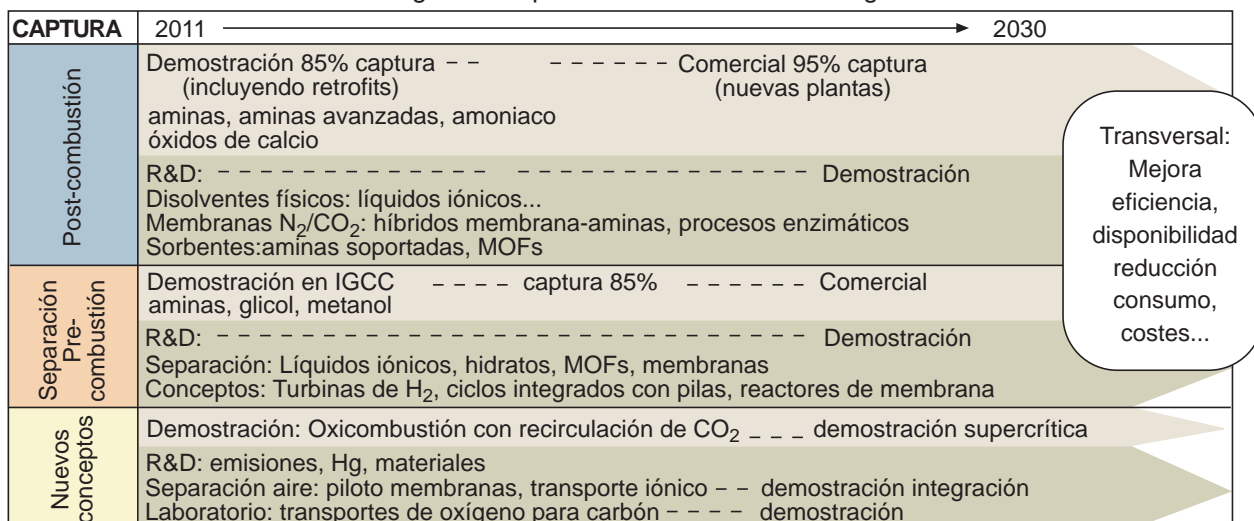 CAPTURA 2011 2030
Post-combustión
Demostración 85% captura – – – – – – – – Comercial 95% captura
(incluyendo retrofits) (nuevas plantas)
aminas, aminas avanzadas, amoniaco
óxidos de calcio
R&D: – – – – – – – – – – – – – – – – – – – – – – – – – – – Demostración
Disolventes físicos: líquidos iónicos...
Membranas N2/CO2: híbridos membrana-aminas, procesos enzimáticos
Sorbentes:aminas soportadas, MOFs
Separación
Pre-
combustión
Demostración en IGCC – – – – captura 85% – – – – – – Comercial
aminas, glicol, metanol
R&D: – – – – – – – – – – – – – – – – – – – – – – – – – – – – Demostración
Separación: Líquidos iónicos, hidratos, MOFs, membranas
Conceptos: Turbinas de H2, ciclos integrados con pilas, reactores de membrana
Nuevos
conceptos
Demostración: Oxicombustión con recirculación de CO2 _ _ _ demostración supercrítica
R&D: emisiones, Hg, materiales
Separación aire: piloto membranas, transporte iónico – – demostración integración
Laboratorio: transportes de oxígeno para carbón – – – – demostración
Transversal:
Mejora
eficiencia,
disponibilidad
reducción
consumo,
costes...